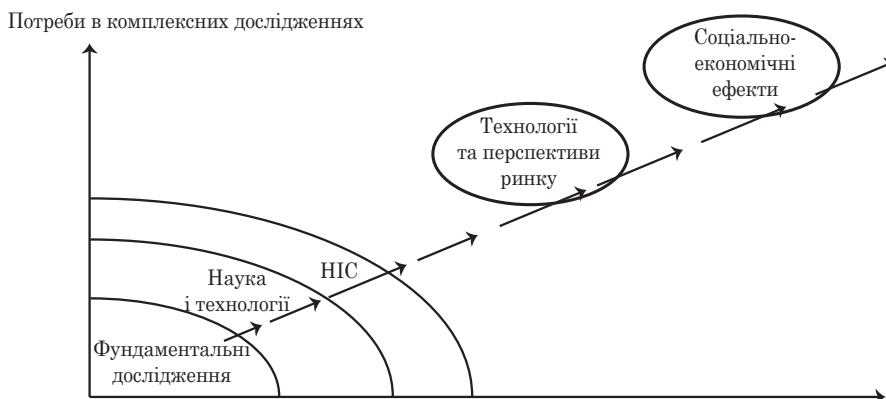 Потреби в комплексних дослідженнях
Соціально-
економічні
ефекти
Технології
та перспективи
ринку
НІС
Наука
і технології
Фундаментальні
дослідження